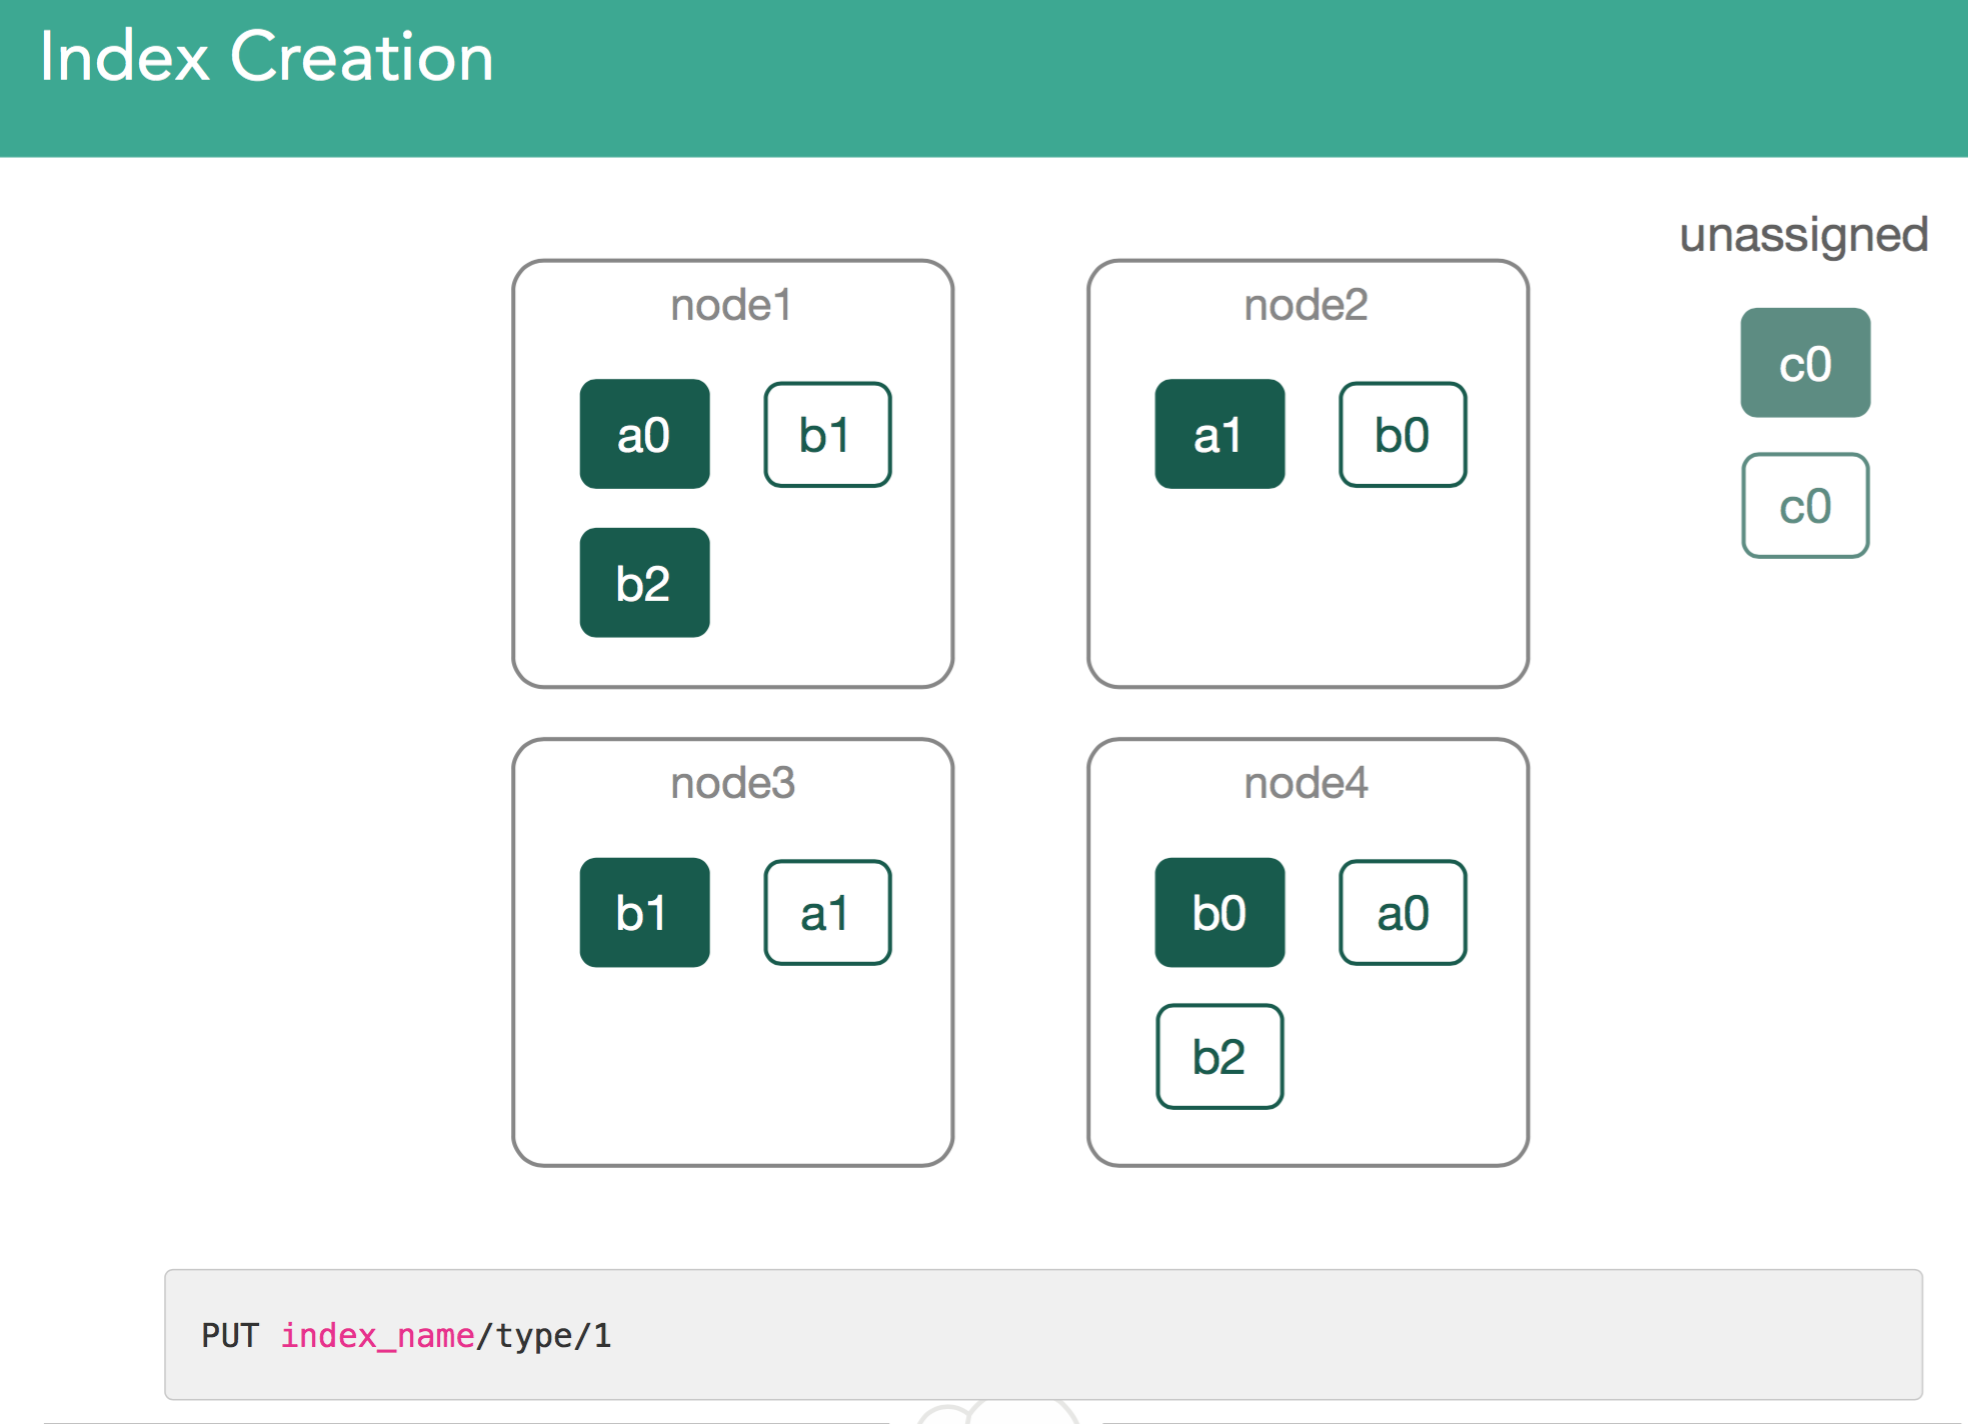 Index Creation
unassigned
node1
a0 b1
b2
node2
a1 b0
c0
c0
node3
b1 a1
node4
b0 a0
b2
PUT index_name/type/1